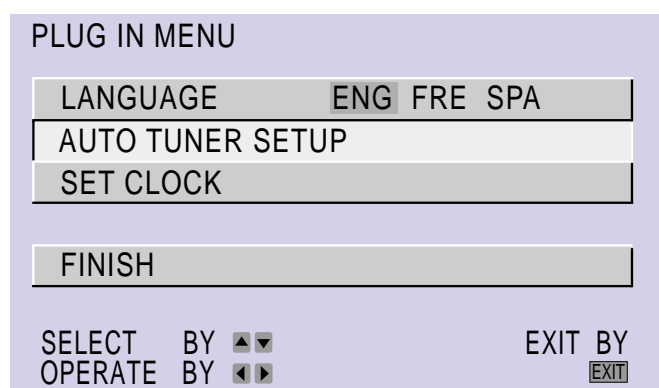 PLUG IN MENU
LANGUAGE ENG FRE SPA
AUTO TUNER SETUP
SET CLOCK
FINISH
SELECT BY ▲▼ EXIT BY
OPERATE BY ◀▶ EXIT